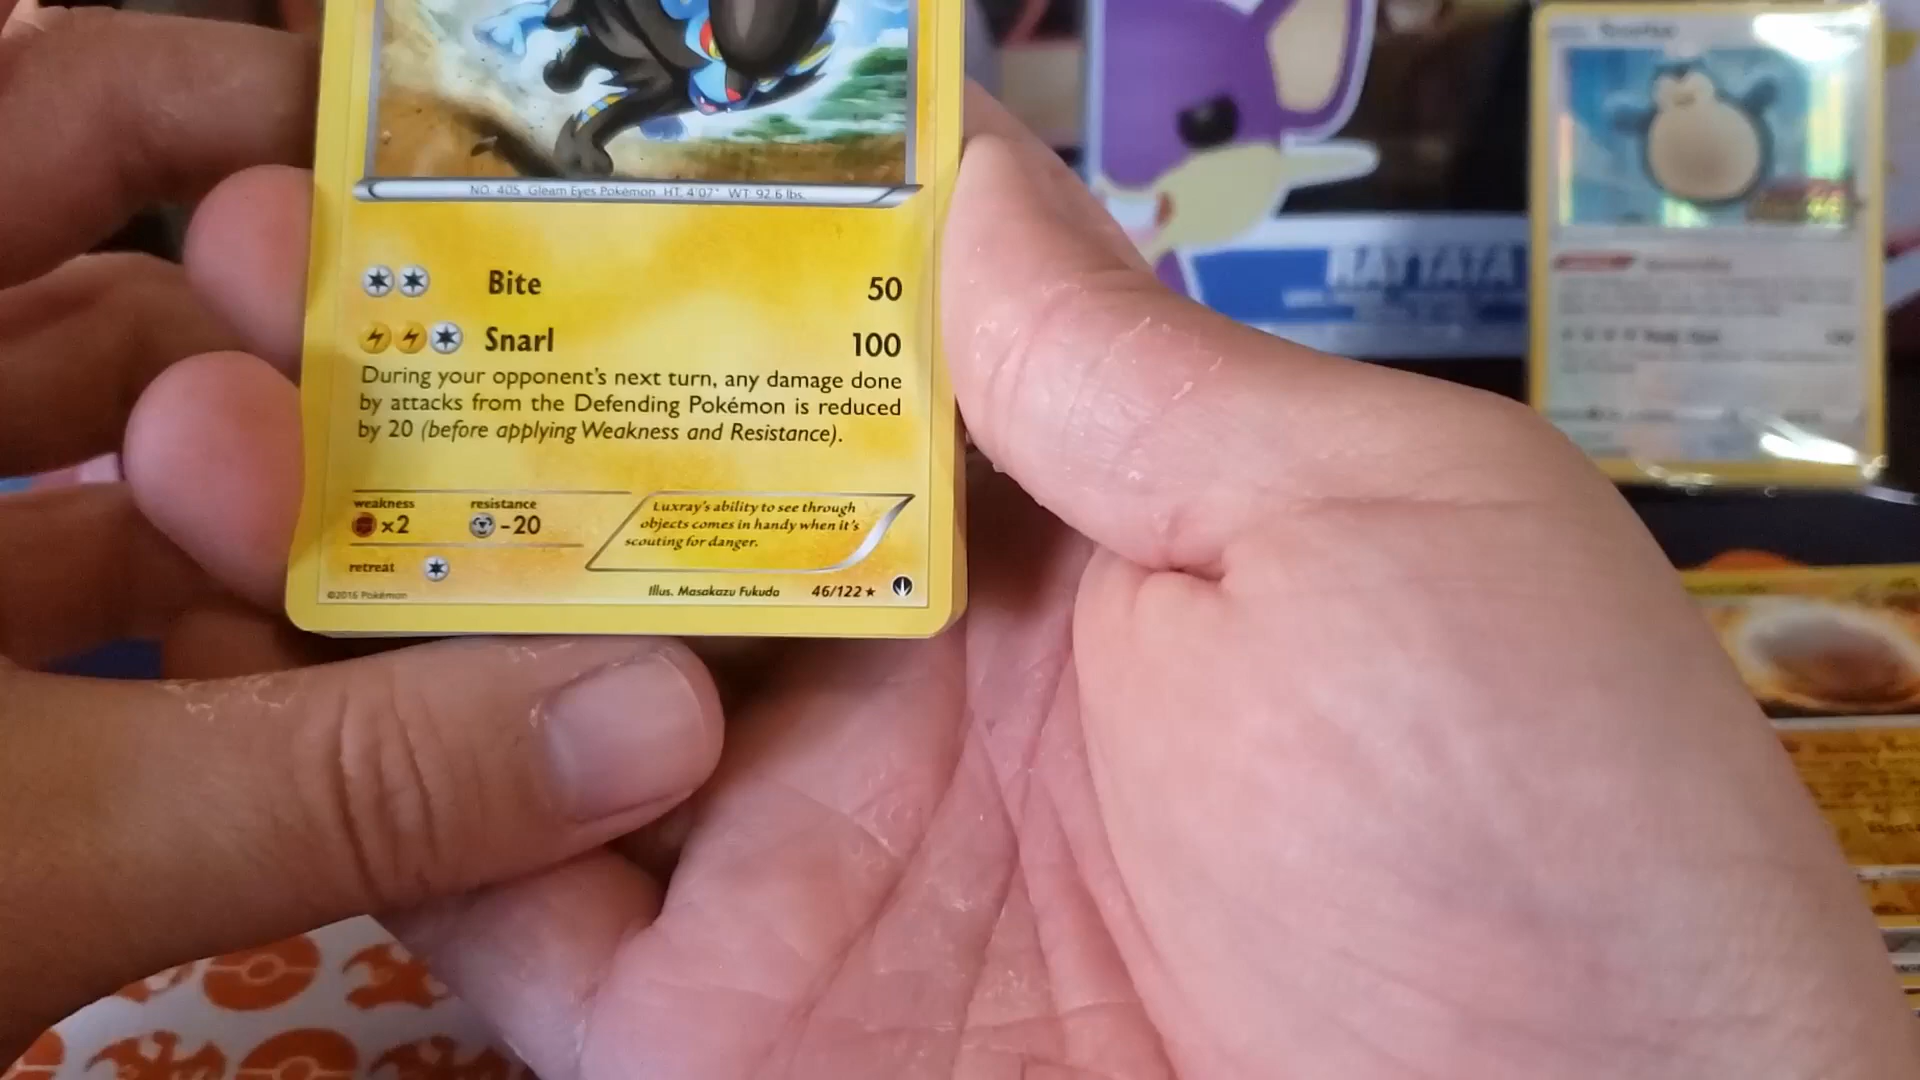 NO. 405 Gleam Eyes Pokémon HT: 4'07" WT: 92.6 lbs.
Bite 50
Snarl 100
During your opponent's next turn, any damage done
by attacks from the Defending Pokémon is reduced
by 20 (before applying Weakness and Resistance).
weakness resistance
×2 -20
Luxray's ability to see through
objects comes in handy when it's
scouting for danger.
retreat
©2016 Pokémon
Illus. Masakazu Fukuda 46/122 ★
RATTATA
Snorlax